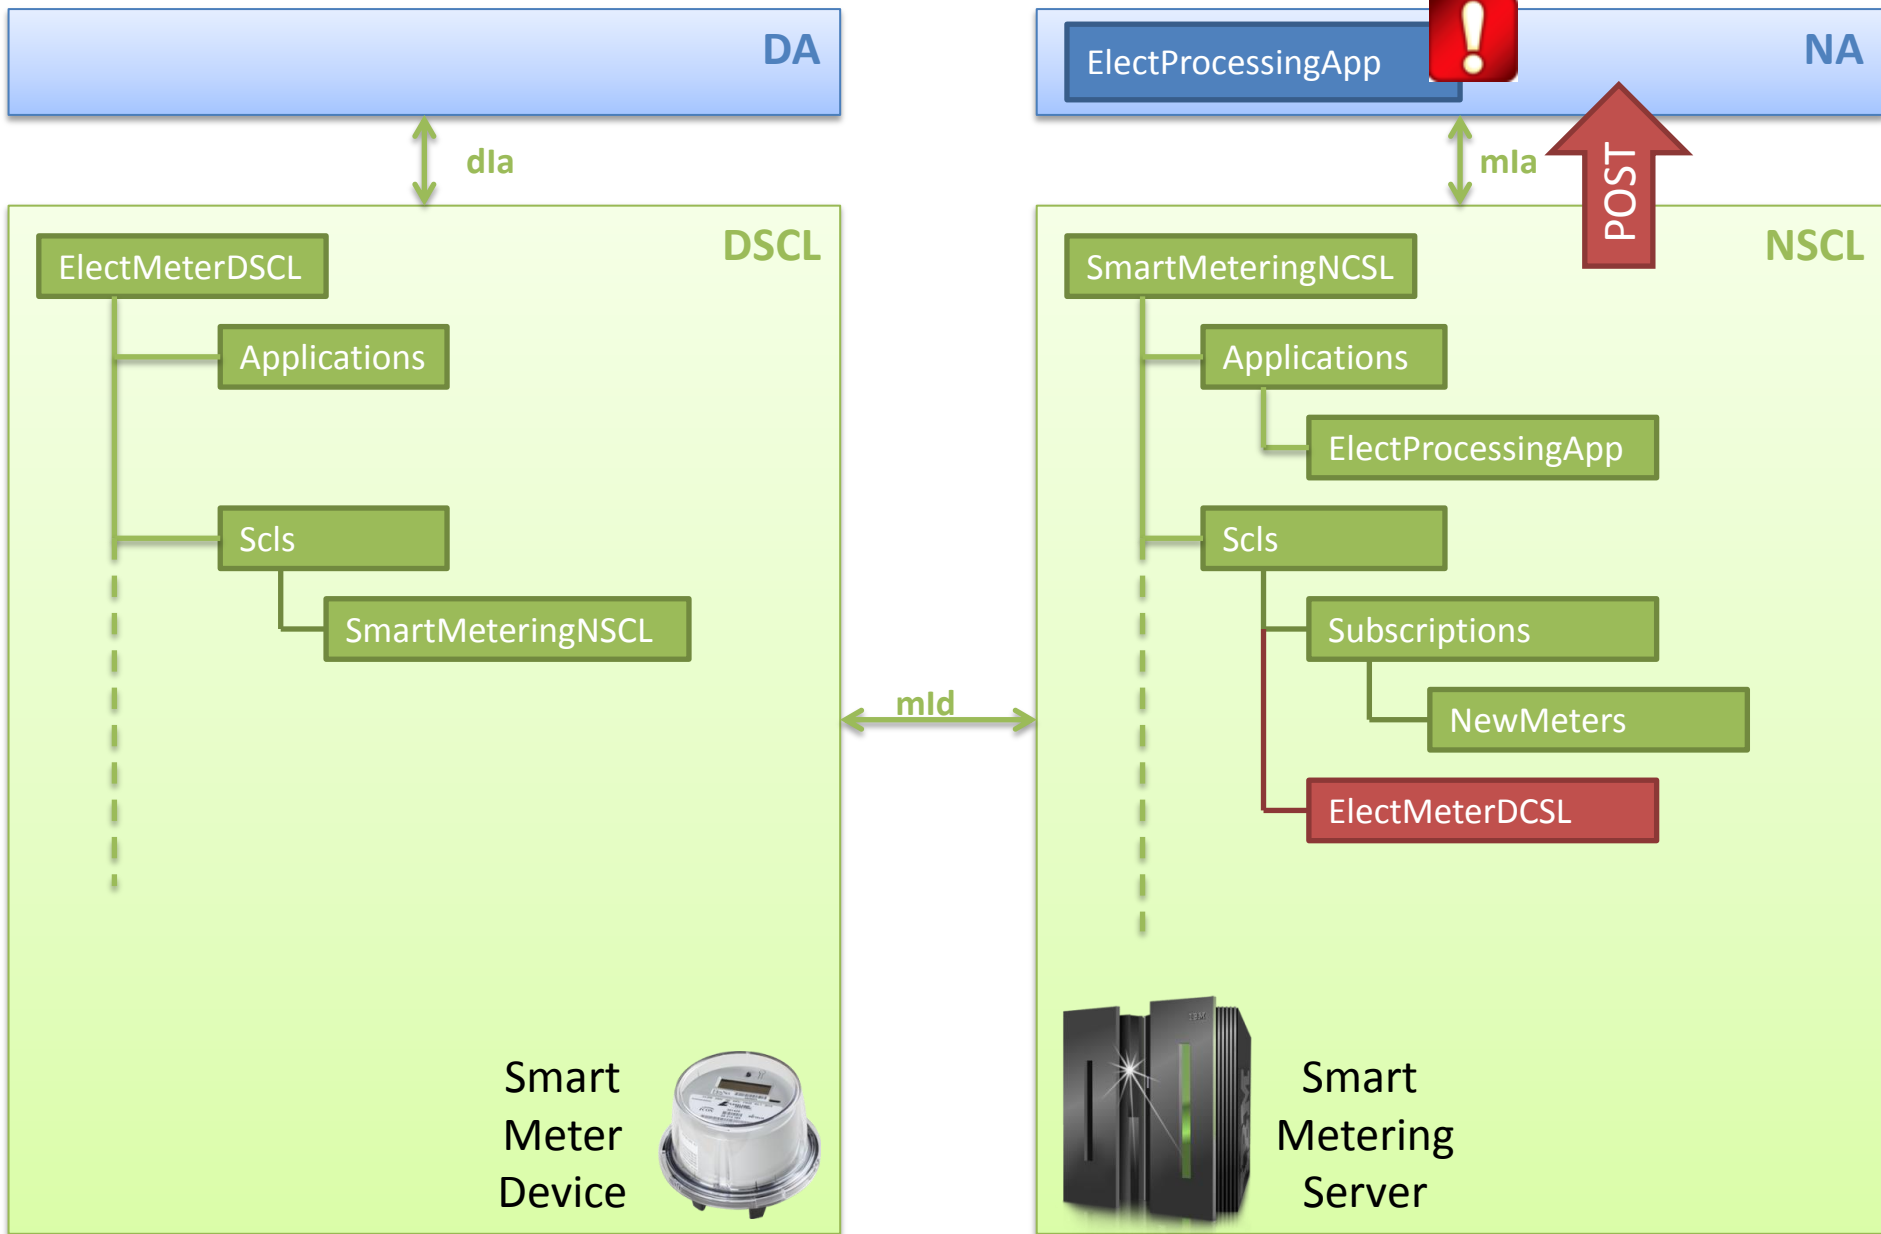 DA
ElectProcessingApp
NA
dIa
mIa
POST
DSCL
ElectMeterDSCL
Applications
Scls
SmartMeteringNSCL
mId
NSCL
SmartMeteringNCSL
Applications
ElectProcessingApp
Scls
Subscriptions
NewMeters
ElectMeterDCSL
Smart
Meter
Device
IBM
Smart
Metering
Server